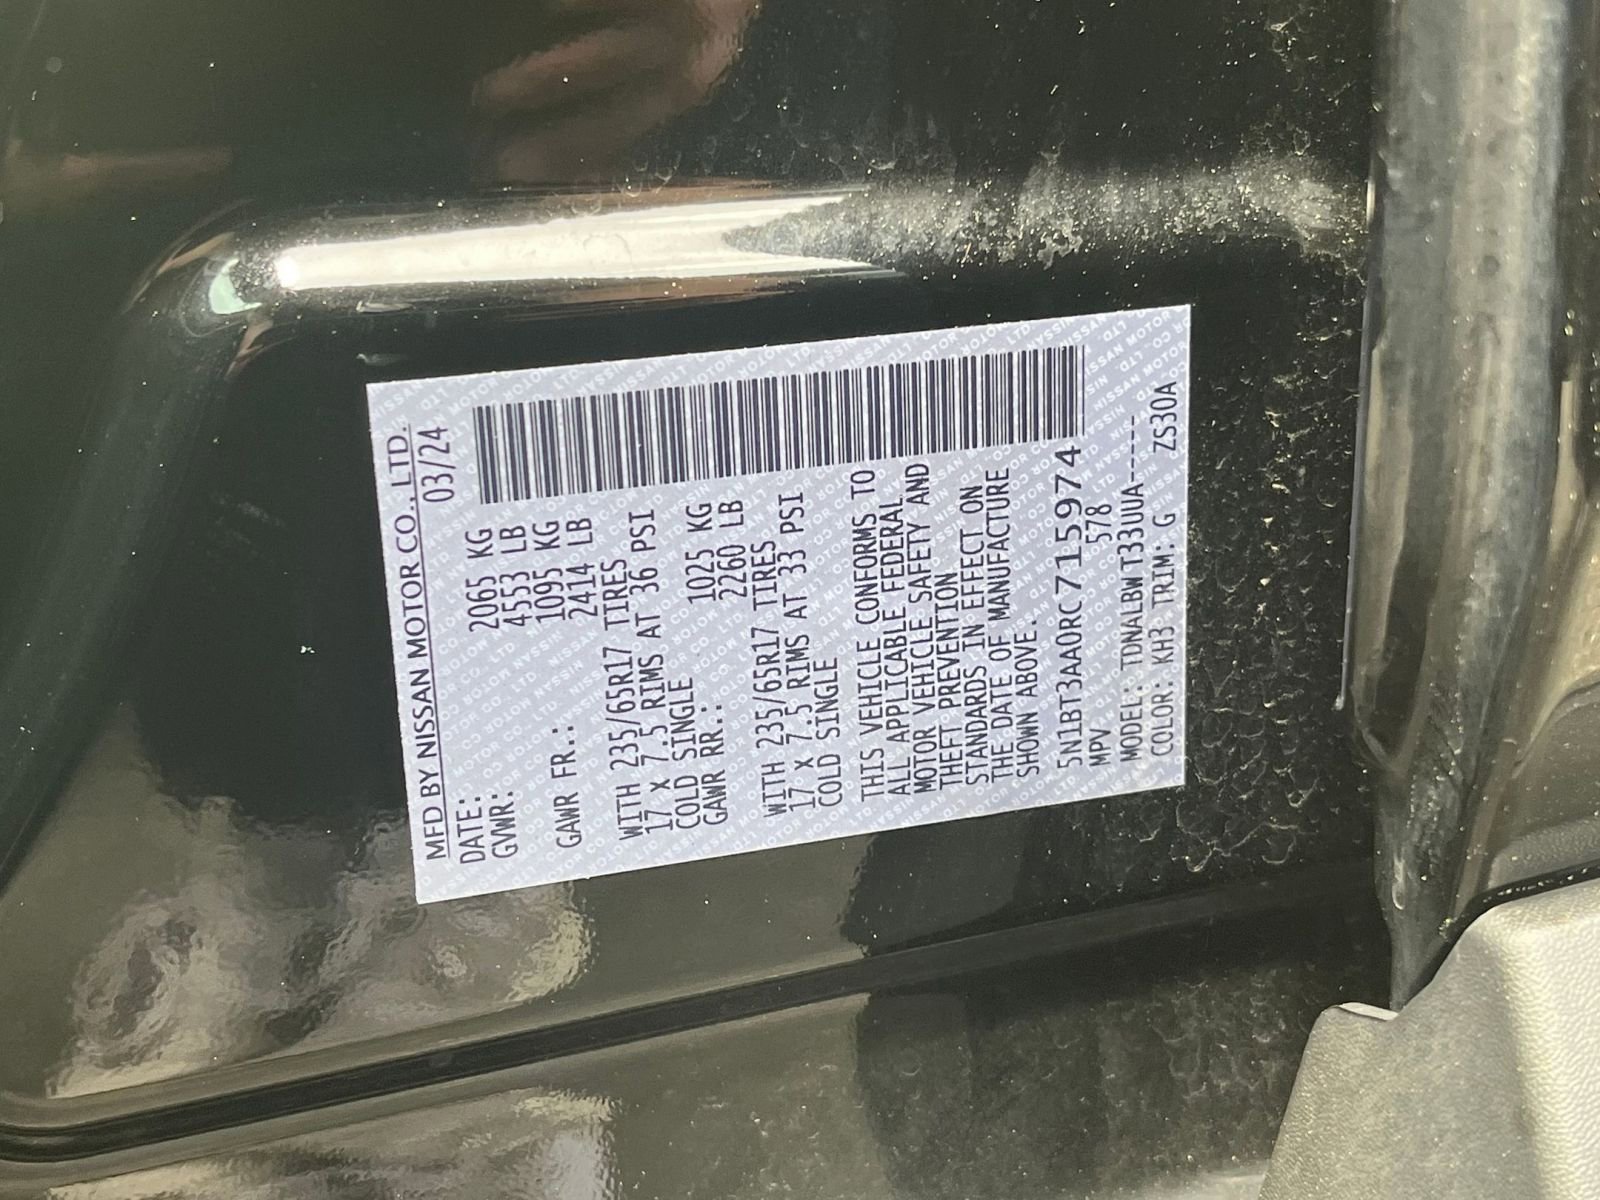 MFD BY NISSAN MOTOR CO., LTD.
DATE: 03/24
GVWR: 2065 KG
4553 LB
GAWR FR.: 1095 KG
2414 LB
WITH 235/65R17 TIRES
17 x 7.5 RIMS AT 36 PSI
COLD SINGLE
GAWR RR.: 1025 KG
2260 LB
WITH 235/65R17 TIRES
17 x 7.5 RIMS AT 33 PSI
COLD SINGLE
THIS VEHICLE CONFORMS TO
ALL APPLICABLE FEDERAL
MOTOR VEHICLE SAFETY AND
THEFT PREVENTION
STANDARDS IN EFFECT ON
THE DATE OF MANUFACTURE
SHOWN ABOVE.
5N1BT3AA0RC715974
MPV 578
MODEL: TDNALBW T33UUA-----
COLOR: KH3 TRIM: G ZS30A